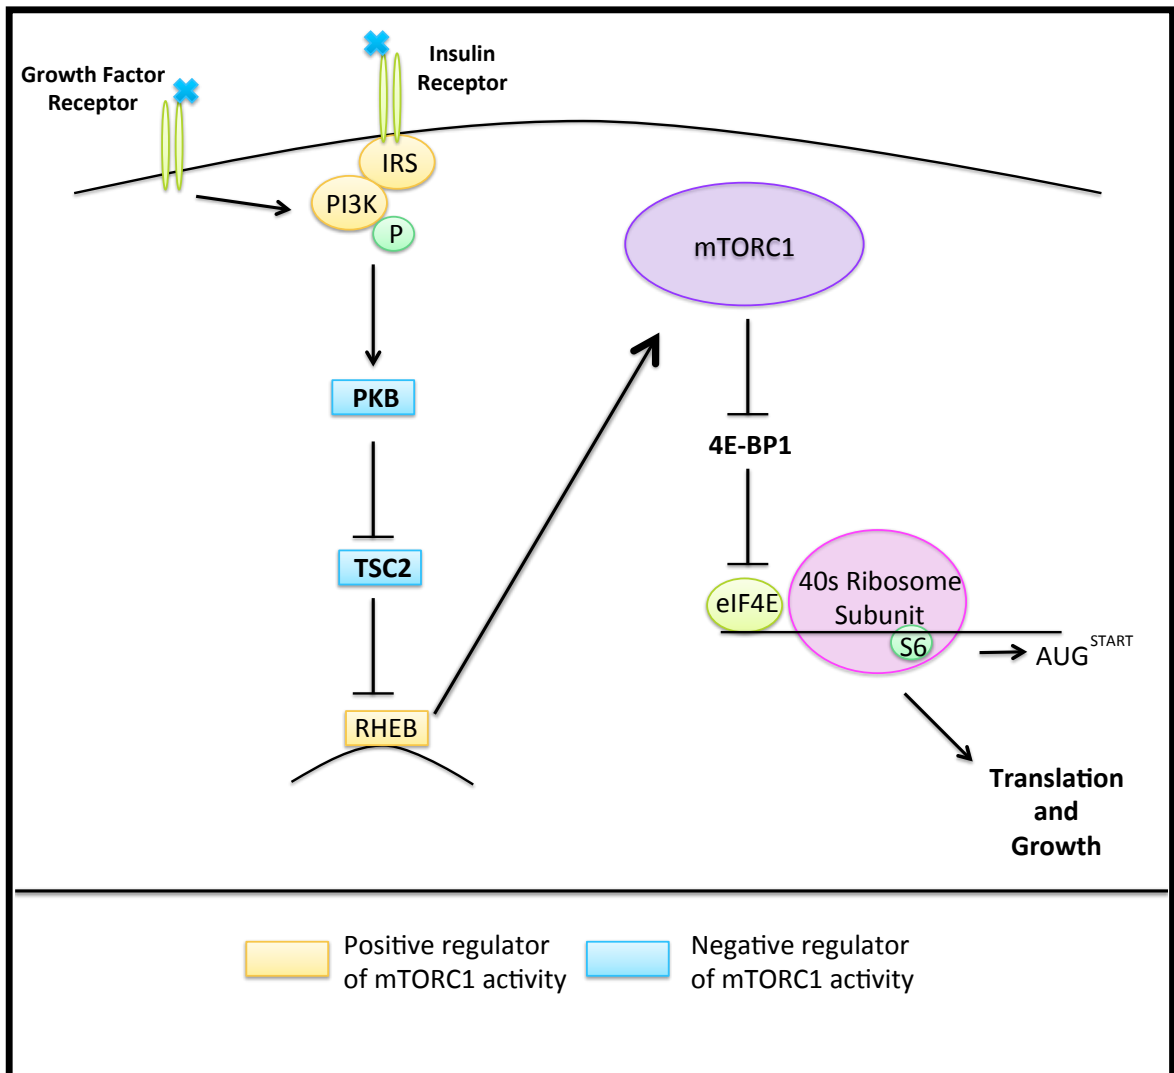 Growth Factor
Receptor
Insulin
Receptor
IRS
PI3K
P
mTORC1
PKB
4E-BP1
TSC2
eIF4E
40s Ribosome
Subunit
S6
AUG START
RHEB
Translation
and
Growth
Positive regulator
of mTORC1 activity
Negative regulator
of mTORC1 activity